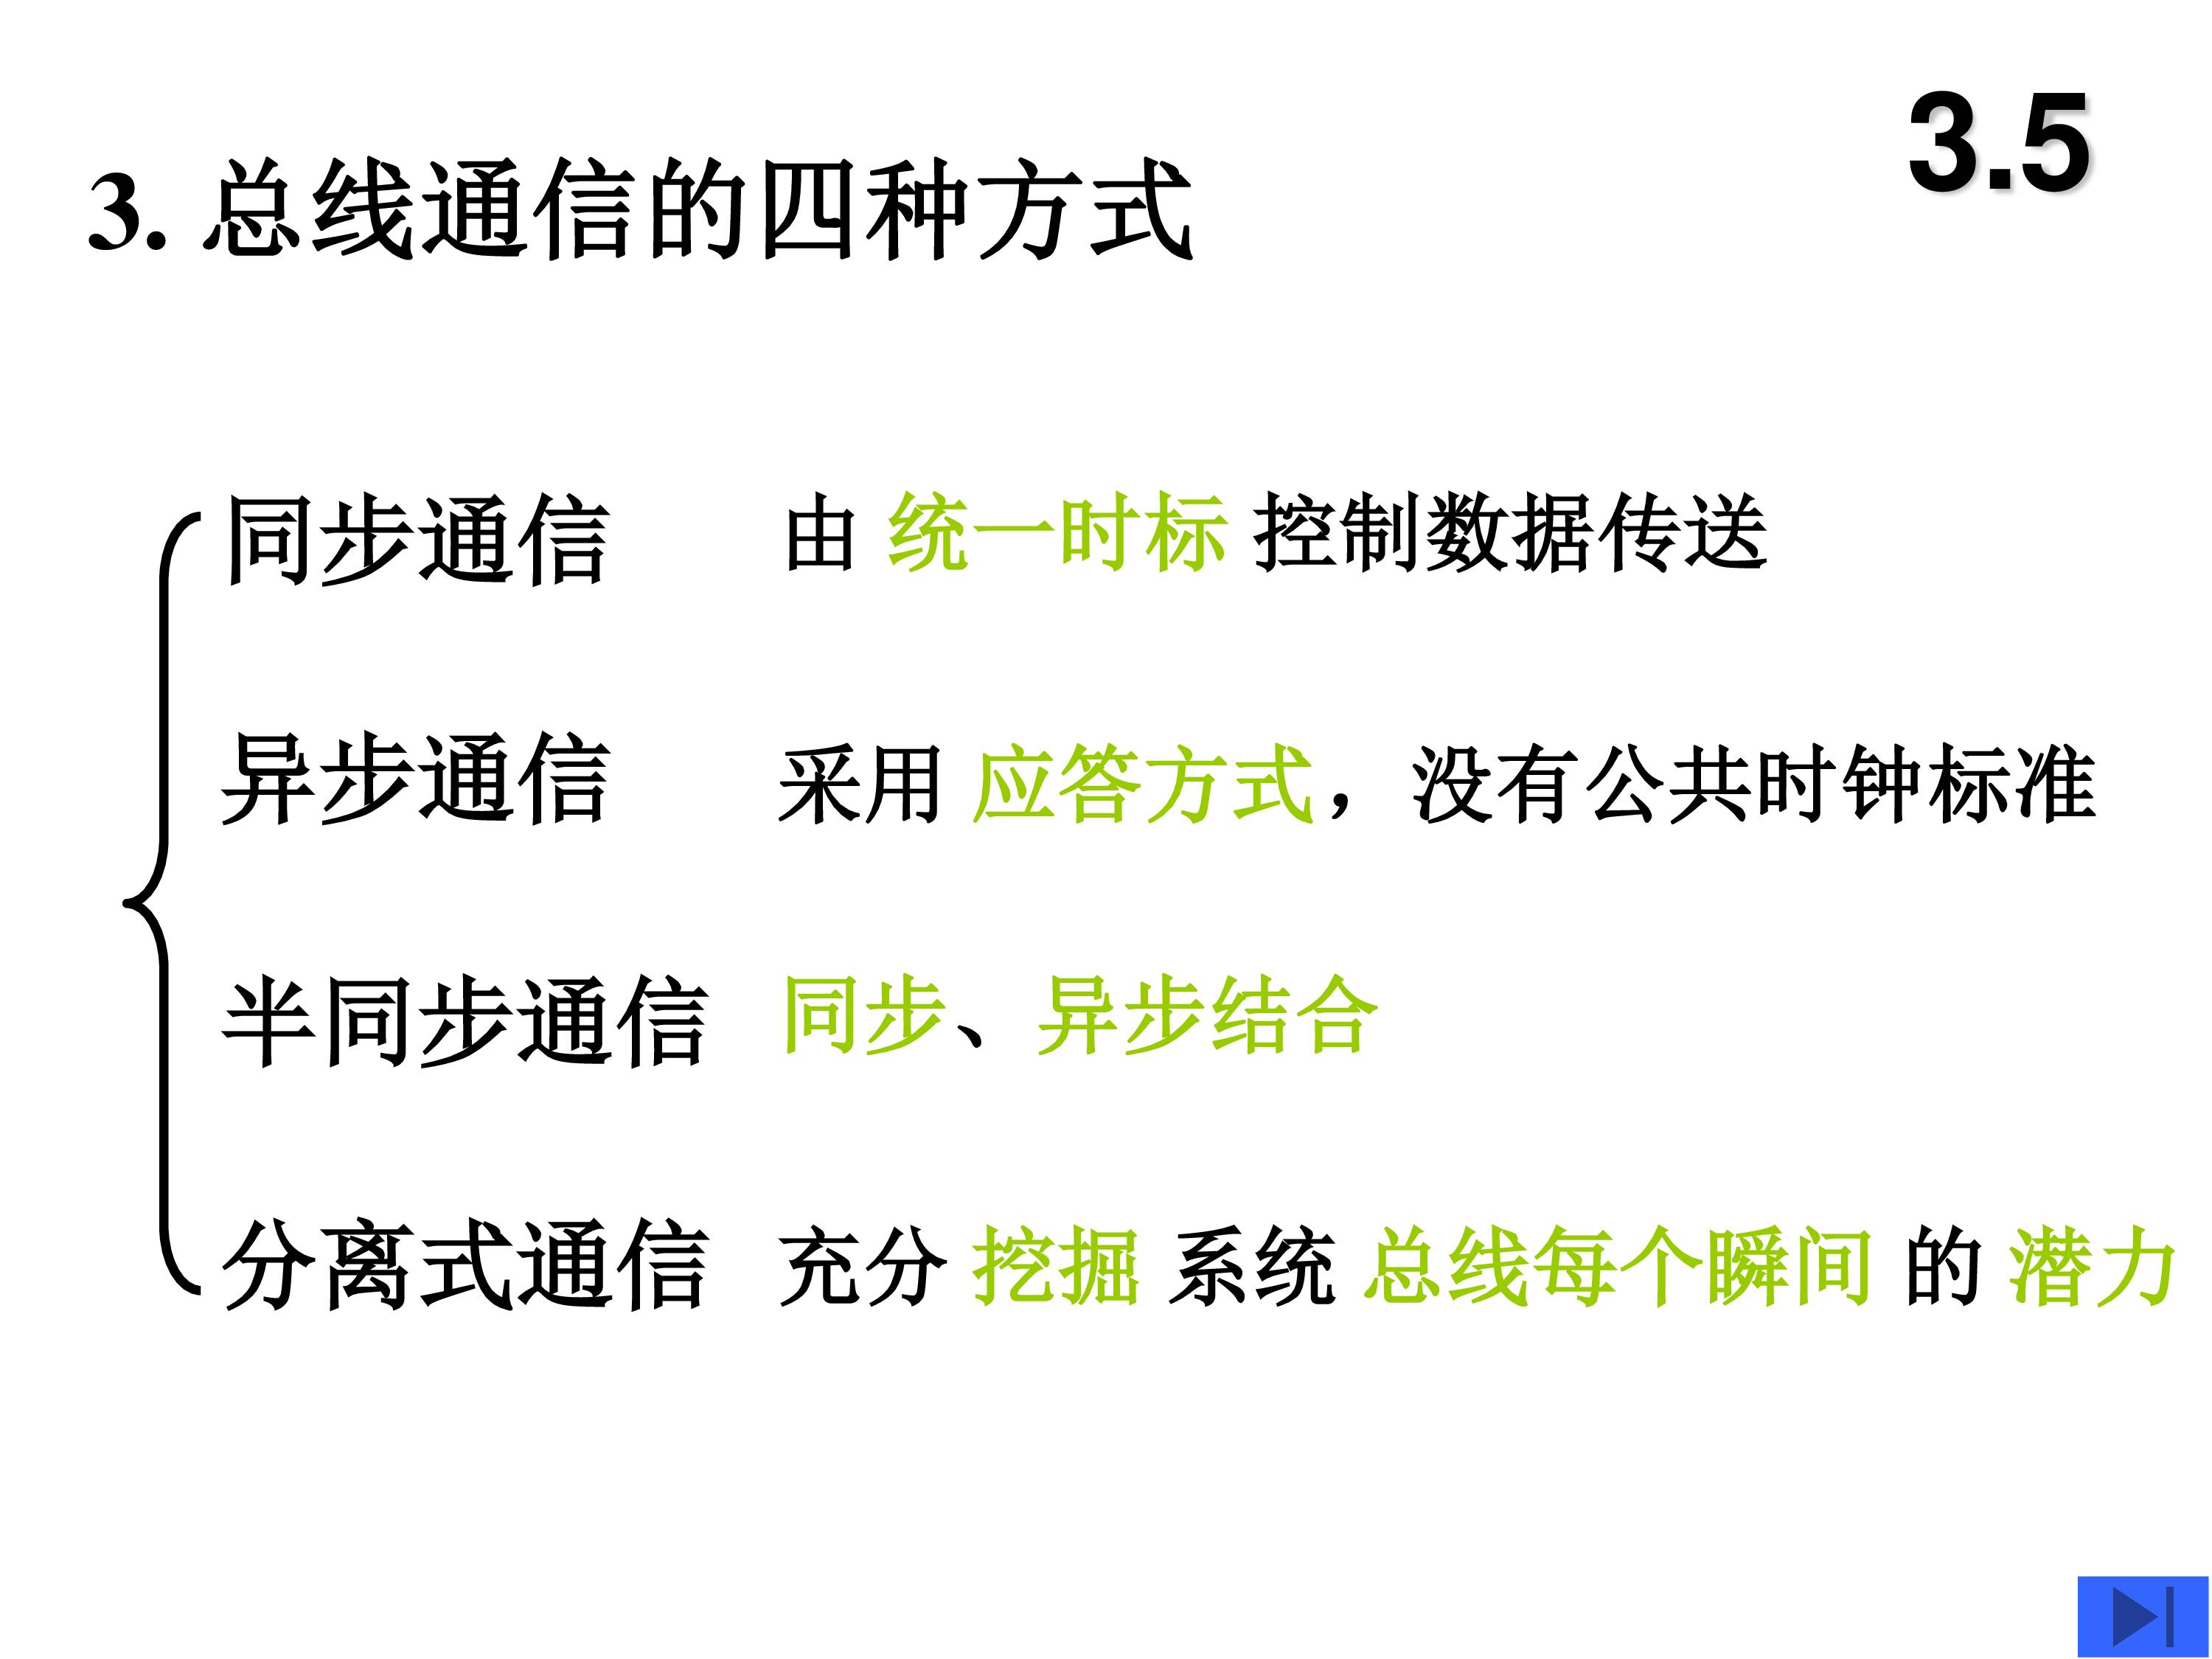 3.5
3. 总线通信的四种方式
同步通信 由 统一时标 控制数据传送
异步通信 采用 应答方式，没有公共时钟标准
半同步通信 同步、异步结合
分离式通信 充分 挖掘 系统 总线每个瞬间 的 潜力